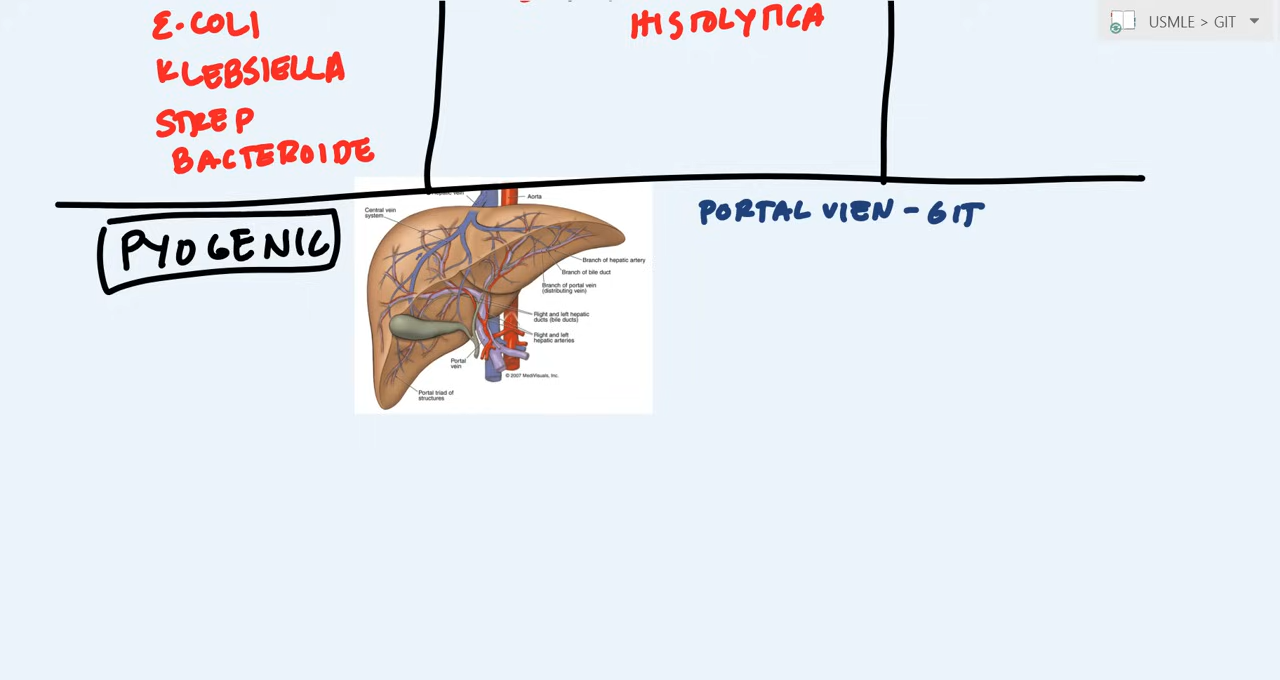 E.COLI
KLEBSIELLA
STREP
BACTEROIDE
HISTOLYTICA
USMLE > GIT
PYOGENIC
PORTAL VIEN - GIT
Aorta
Central vein
system
Branch of hepatic artery
Branch of bile duct
Branch of portal vein
(distributing vein)
Right and left hepatic
ducts (bile ducts)
Right and left
hepatic arteries
Portal
vein
© 2007 MediVisuals, Inc.
Portal triad of
structures